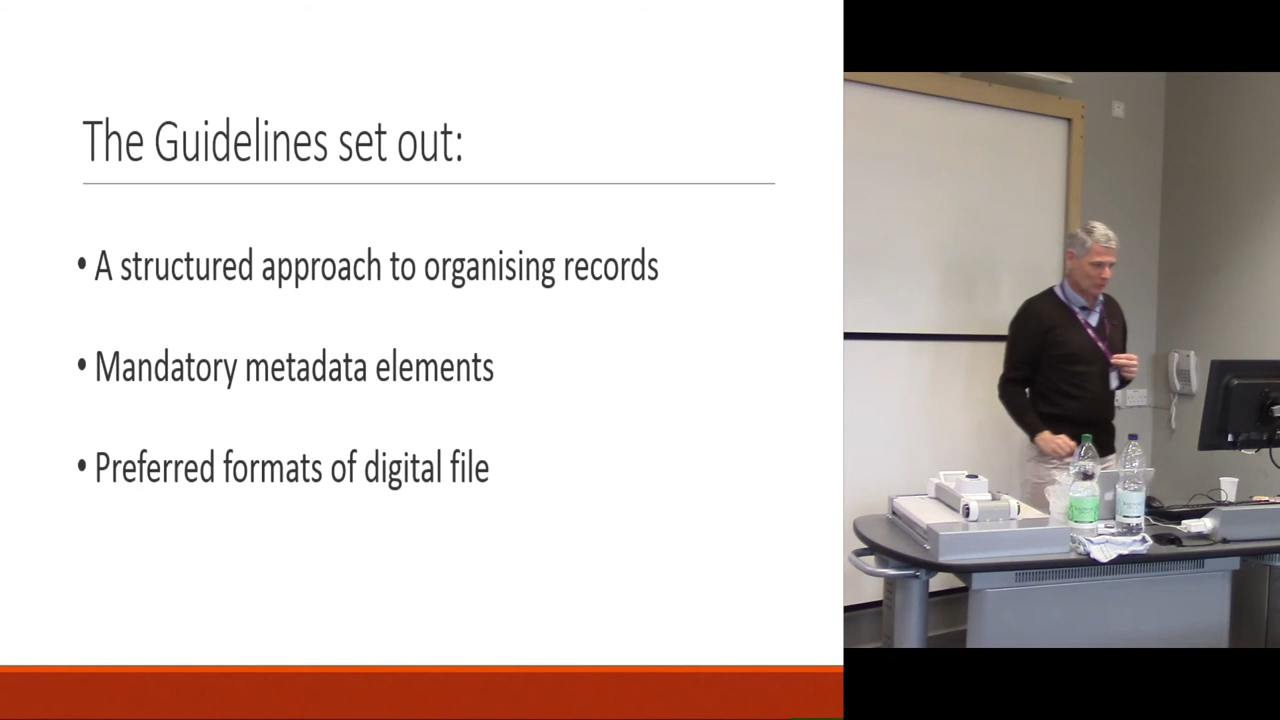 The Guidelines set out:
• A structured approach to organising records
• Mandatory metadata elements
• Preferred formats of digital file